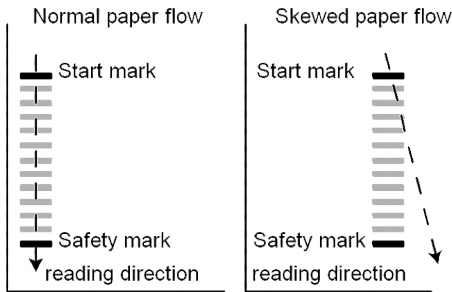 Normal paper flow
Start mark
Safety mark
reading direction
Skewed paper flow
Start mark
Safety mark
reading direction